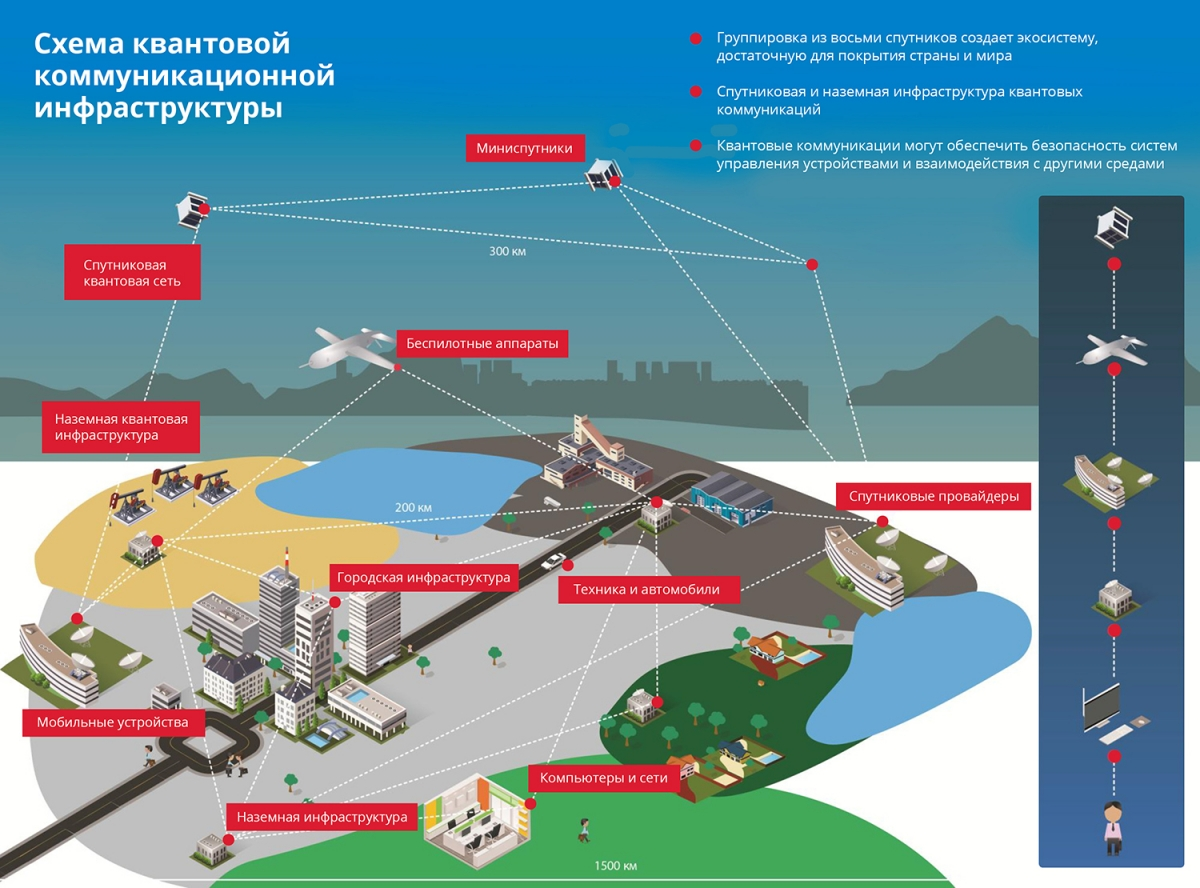 Схема квантовой
коммуникационной
инфраструктуры
Группировка из восьми спутников создает экосистему,
достаточную для покрытия страны и мира
Спутниковая и наземная инфраструктура квантовых
коммуникаций
Квантовые коммуникации могут обеспечить безопасность систем
управления устройствами и взаимодействия с другими средами
Миниспутники
300 км
Спутниковая
квантовая сеть
Беспилотные аппараты
Наземная квантовая
инфраструктура
Спутниковые провайдеры
200 км
Городская инфраструктура
Техника и автомобили
Мобильные устройства
Компьютеры и сети
Наземная инфраструктура
1500 км